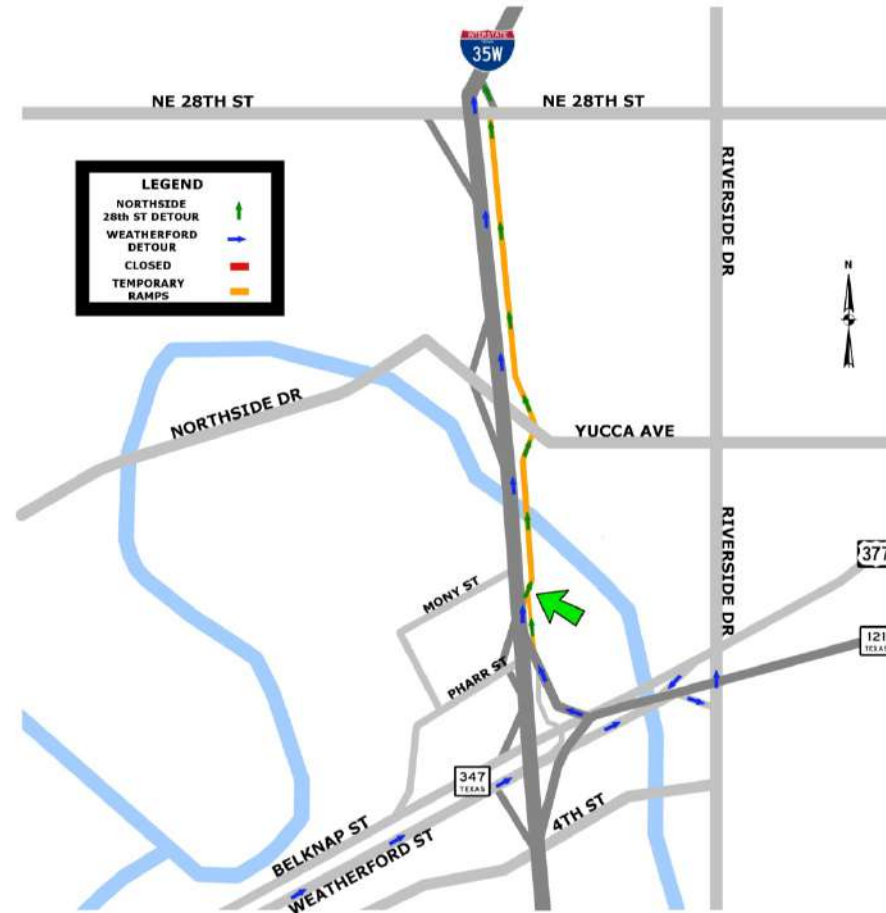 INTERSTATE
35W
NE 28TH ST
NE 28TH ST
RIVERSIDE DR
LEGEND
NORTHSIDE
28th ST DETOUR
WEATHERFORD
DETOUR
CLOSED
TEMPORARY
RAMPS
N
NORTHSIDE DR
YUCCA AVE
RIVERSIDE DR
377
MONY ST
121
TEXAS
PHARR ST
347
TEXAS
4TH ST
BELKNAP ST
WEATHERFORD ST